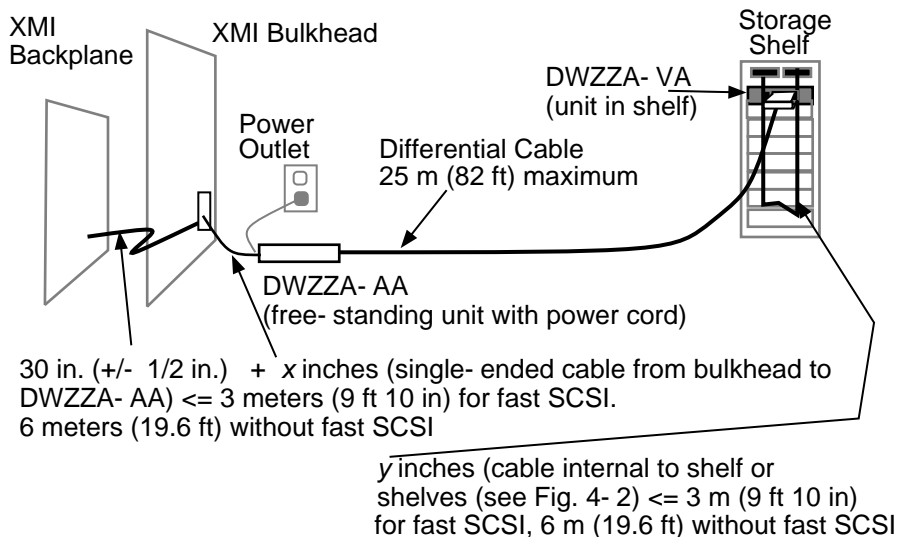 XMI
Backplane
XMI Bulkhead
Storage
Shelf
DWZZA- VA
(unit in shelf)
Power
Outlet
Differential Cable
25 m (82 ft) maximum
DWZZA- AA
(free- standing unit with power cord)
30 in. (+/- 1/2 in.) + x inches (single- ended cable from bulkhead to
DWZZA- AA) <= 3 meters (9 ft 10 in) for fast SCSI.
6 meters (19.6 ft) without fast SCSI
y inches (cable internal to shelf or
shelves (see Fig. 4- 2) <= 3 m (9 ft 10 in)
for fast SCSI, 6 m (19.6 ft) without fast SCSI